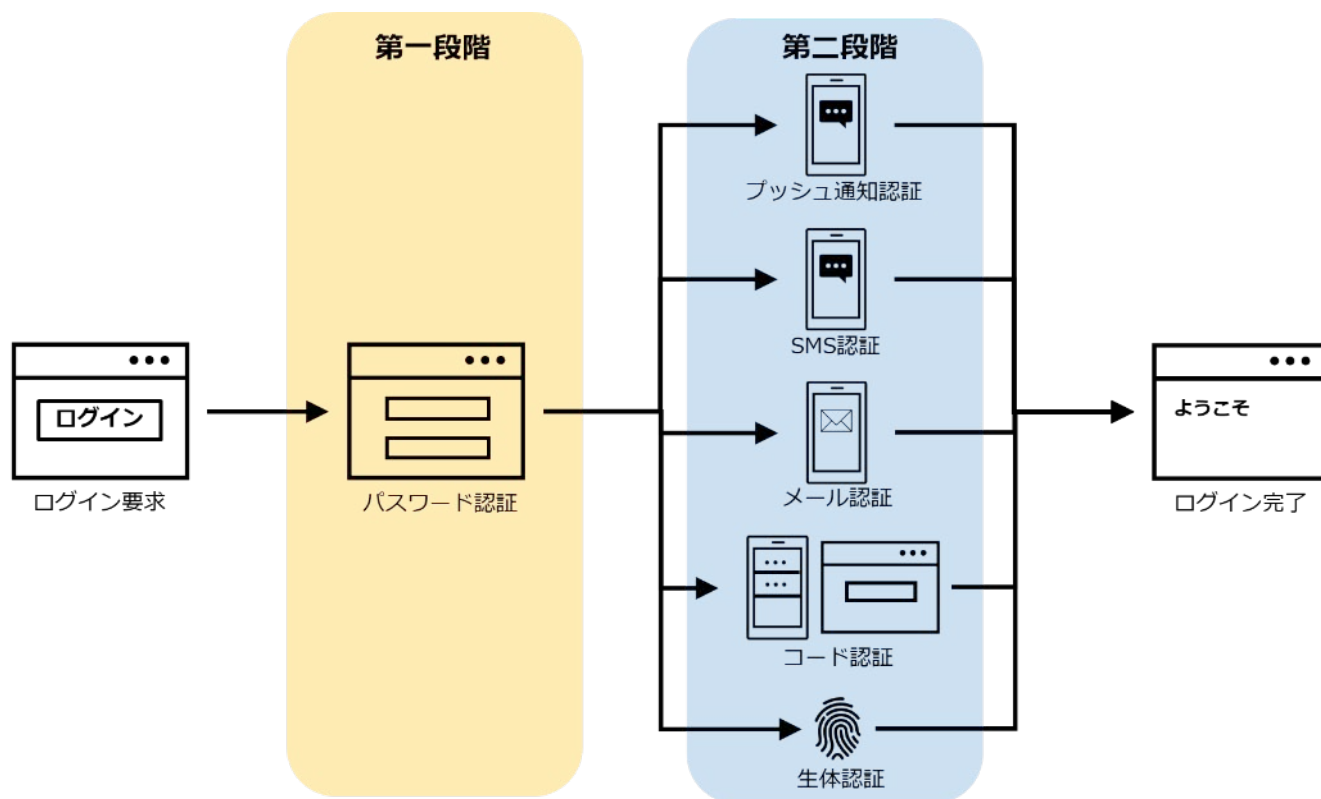 第一段階
第二段階
プッシュ通知認証
SMS認証
ログイン
ログイン要求
パスワード認証
メール認証
ようこそ
ログイン完了
コード認証
生体認証